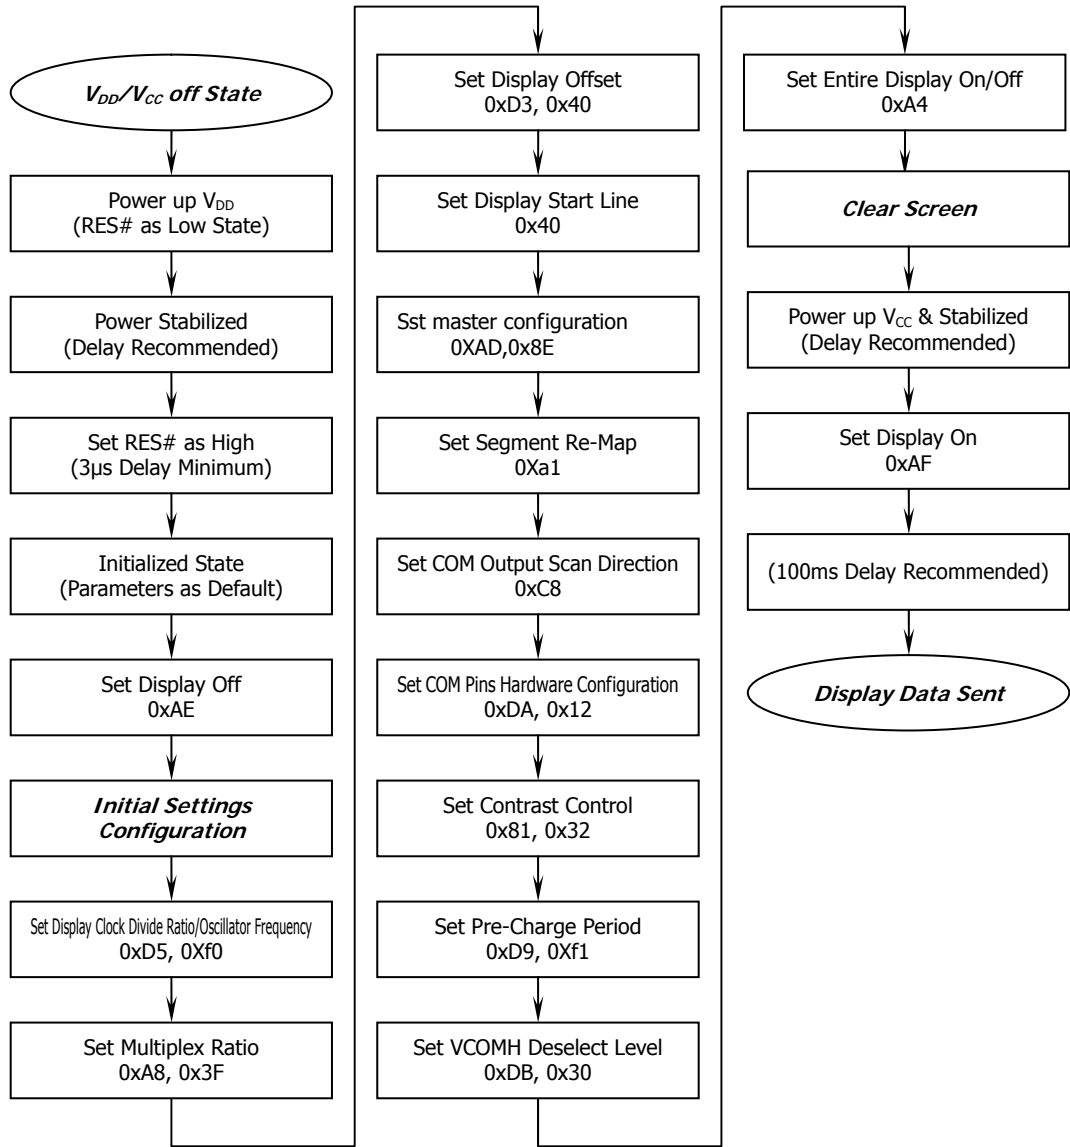 V_DD/V_CC off State
Power up V_DD
(RES# as Low State)
Power Stabilized
(Delay Recommended)
Set RES# as High
(3µs Delay Minimum)
Initialized State
(Parameters as Default)
Set Display Off
0xAE
Initial Settings
Configuration
Set Display Clock Divide Ratio/Oscillator Frequency
0xD5, 0Xf0
Set Multiplex Ratio
0xA8, 0x3F
Set Display Offset
0xD3, 0x40
Set Display Start Line
0x40
Sst master configuration
0XAD,0x8E
Set Segment Re-Map
0Xa1
Set COM Output Scan Direction
0xC8
Set COM Pins Hardware Configuration
0xDA, 0x12
Set Contrast Control
0x81, 0x32
Set Pre-Charge Period
0xD9, 0Xf1
Set VCOMH Deselect Level
0xDB, 0x30
Set Entire Display On/Off
0xA4
Clear Screen
Power up V_CC & Stabilized
(Delay Recommended)
Set Display On
0xAF
(100ms Delay Recommended)
Display Data Sent